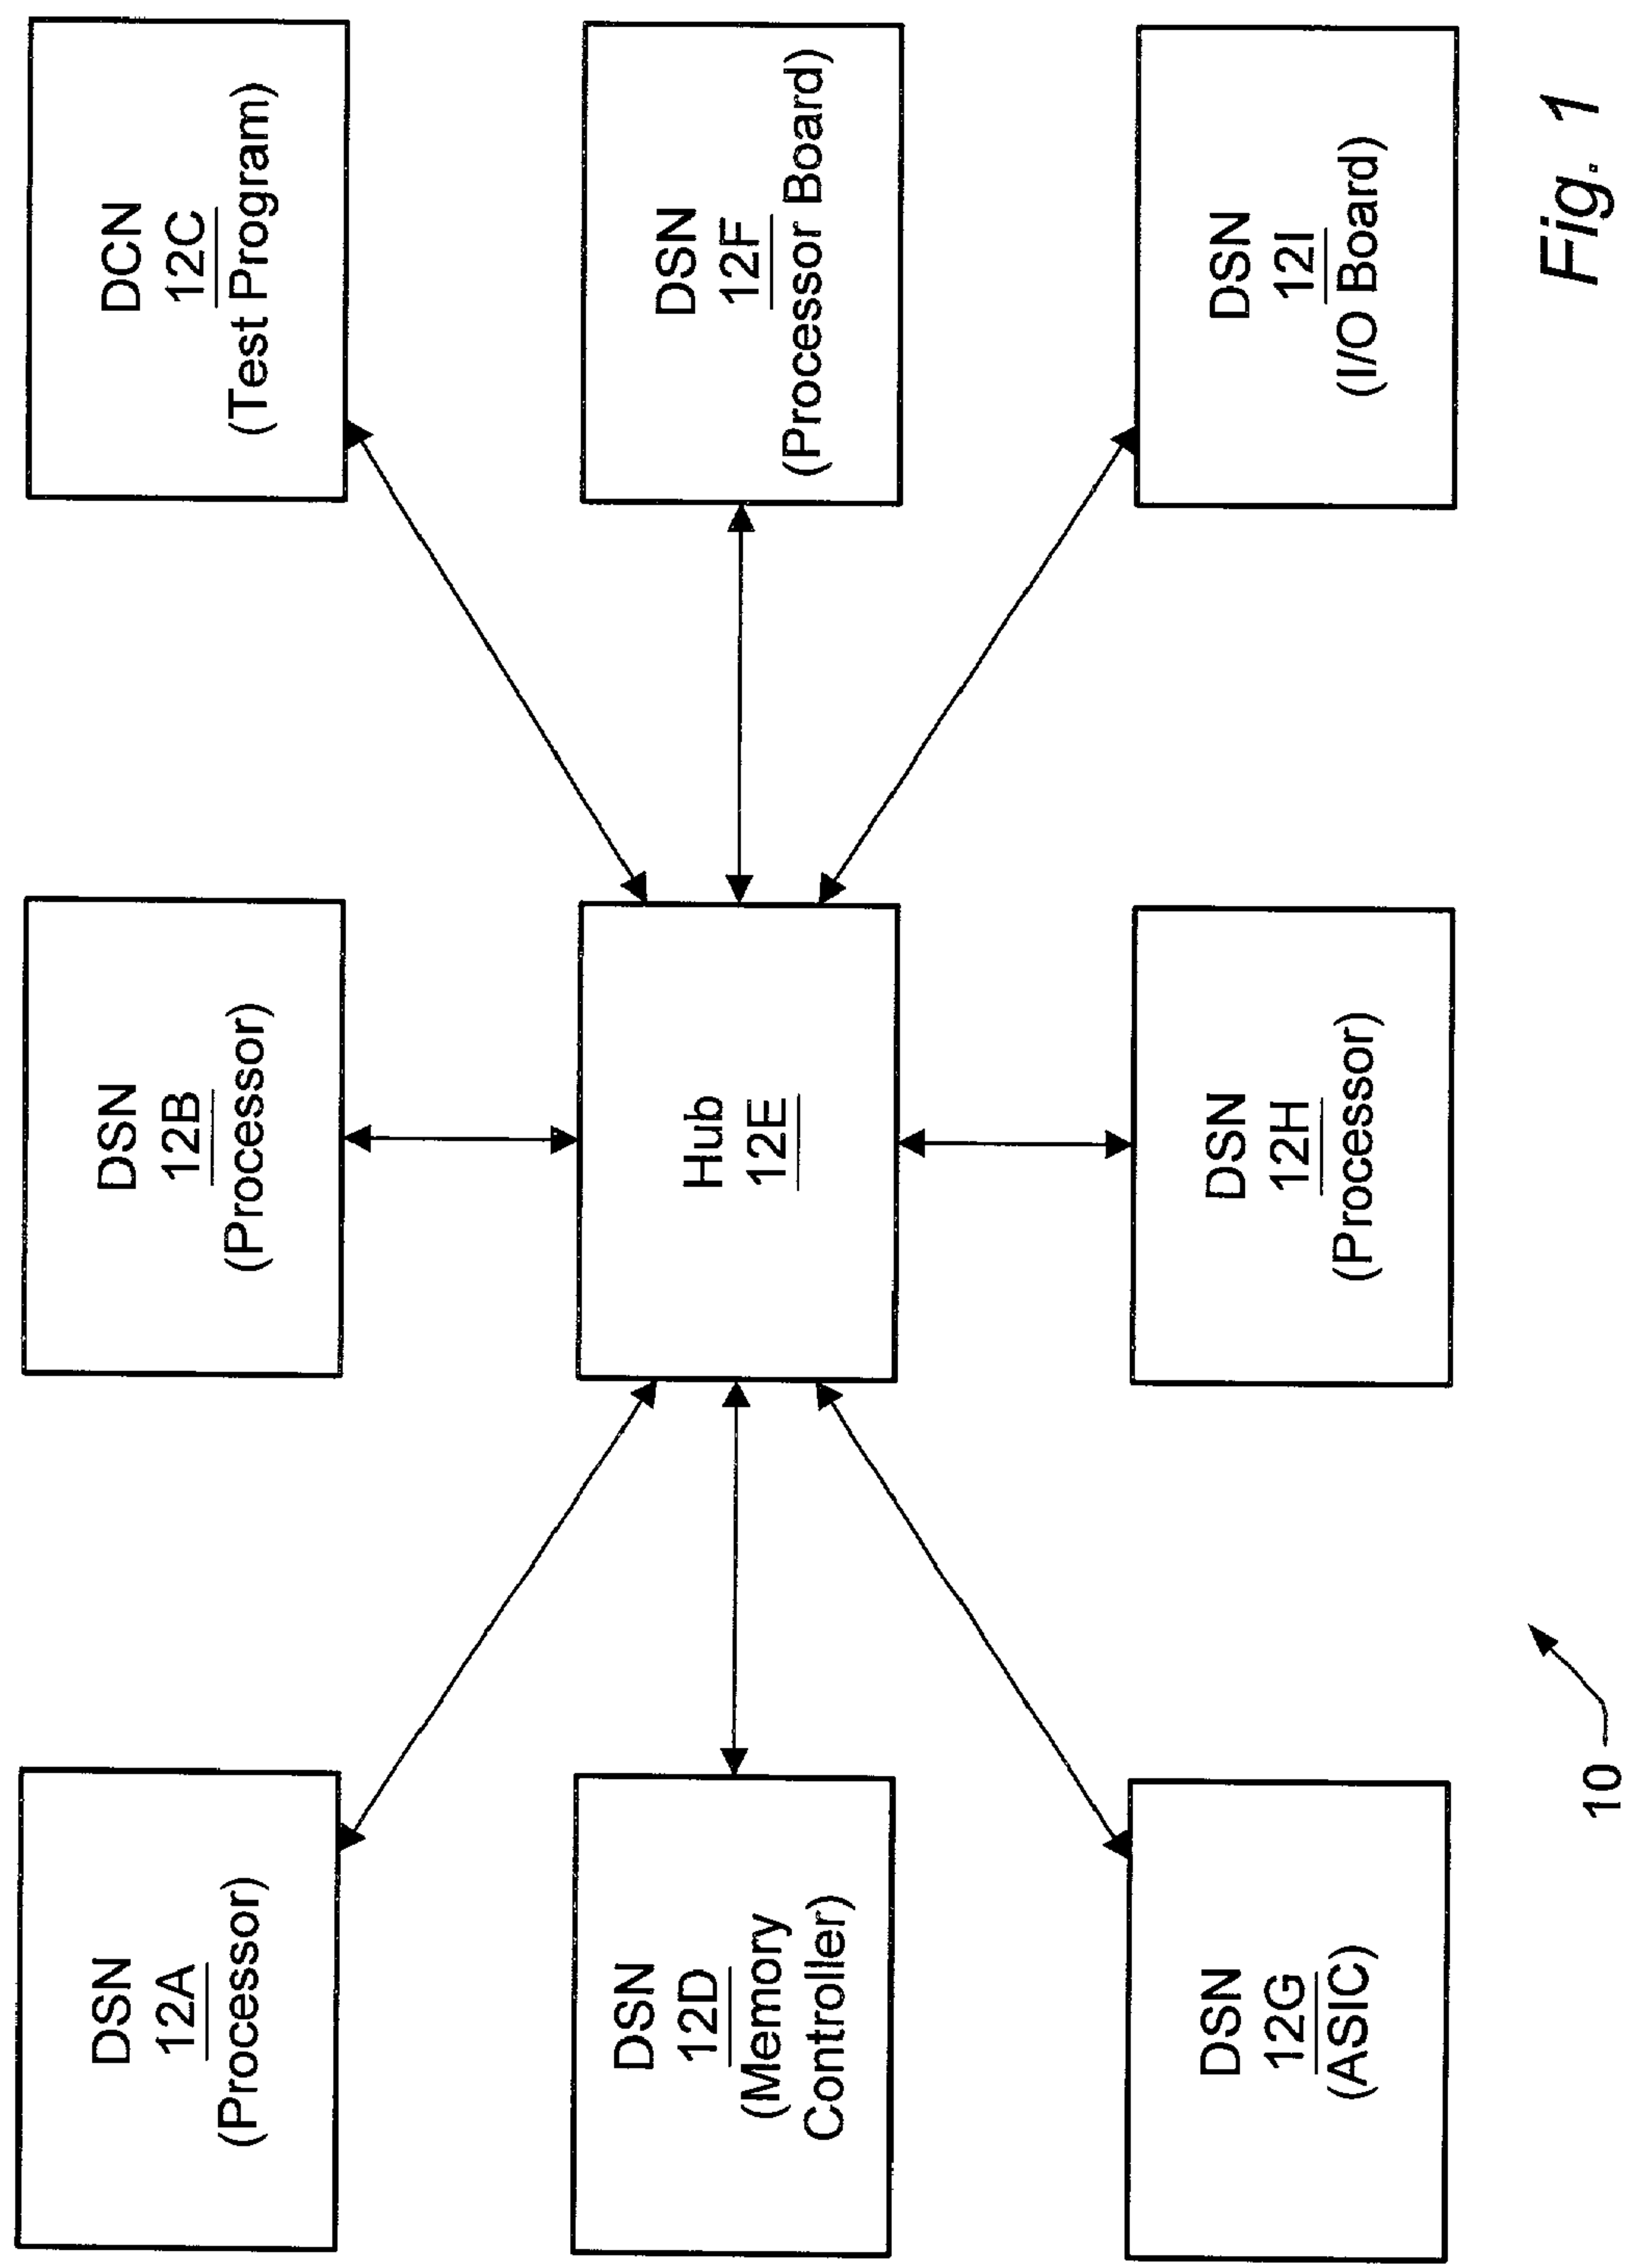 DSN
12A
(Processor)
DSN
12B
(Processor)
DCN
12C
(Test Program)
DSN
12D
(Memory
Controller)
Hub
12E
DSN
12F
(Processor Board)
DSN
12G
(ASIC)
DSN
12H
(Processor)
DSN
12I
(I/O Board)
10
Fig. 1